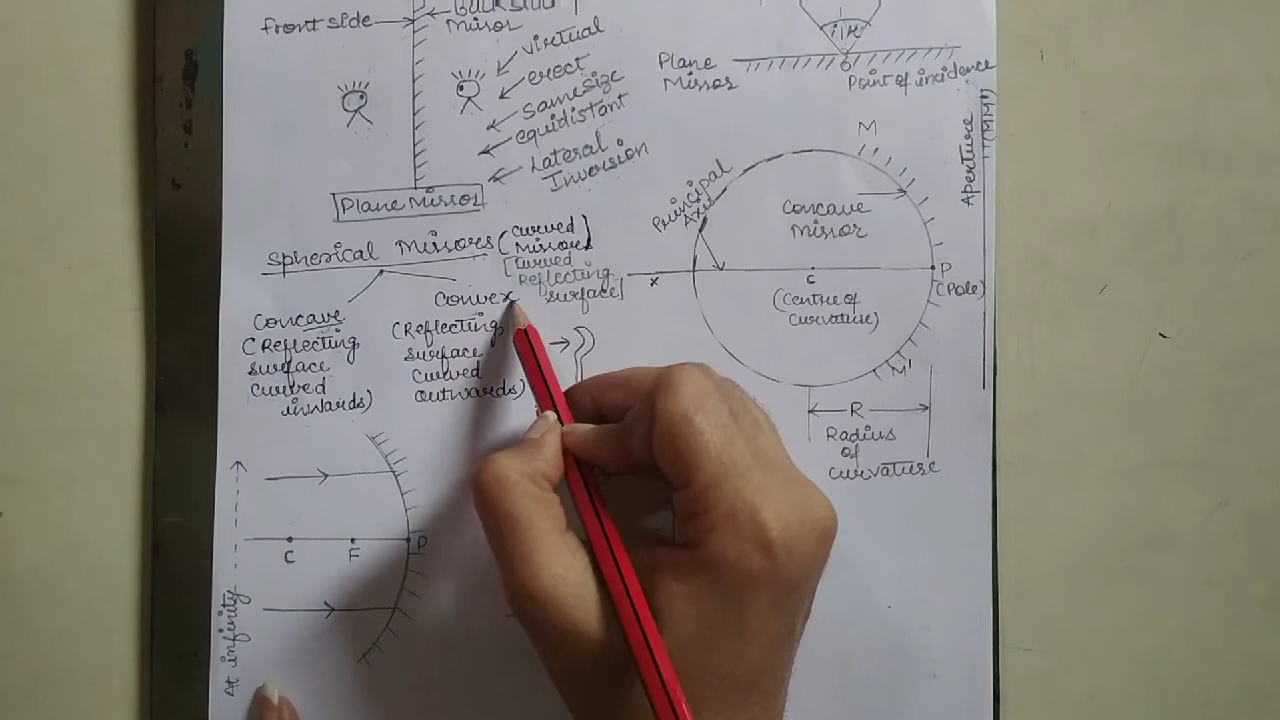 front side
Mirror
virtual
erect
same size
equidistant
Lateral
Inversion
Plane Mirror
Plane
Mirror
i
r
O
Point of incidence
Spherical Mirrors (curved
Mirrors)
[curved
Reflecting
surface]
Concave
(Reflecting
surface
curved
inwards)
Convex
(Reflecting
surface
curved
outwards)
Principal
Axis
M
Concave
Mirror
x
C
(Centre of
curvature)
P
(Pole)
M'
Aperture
(MM')
R
Radius
of
curvature
At infinity
C
F
P